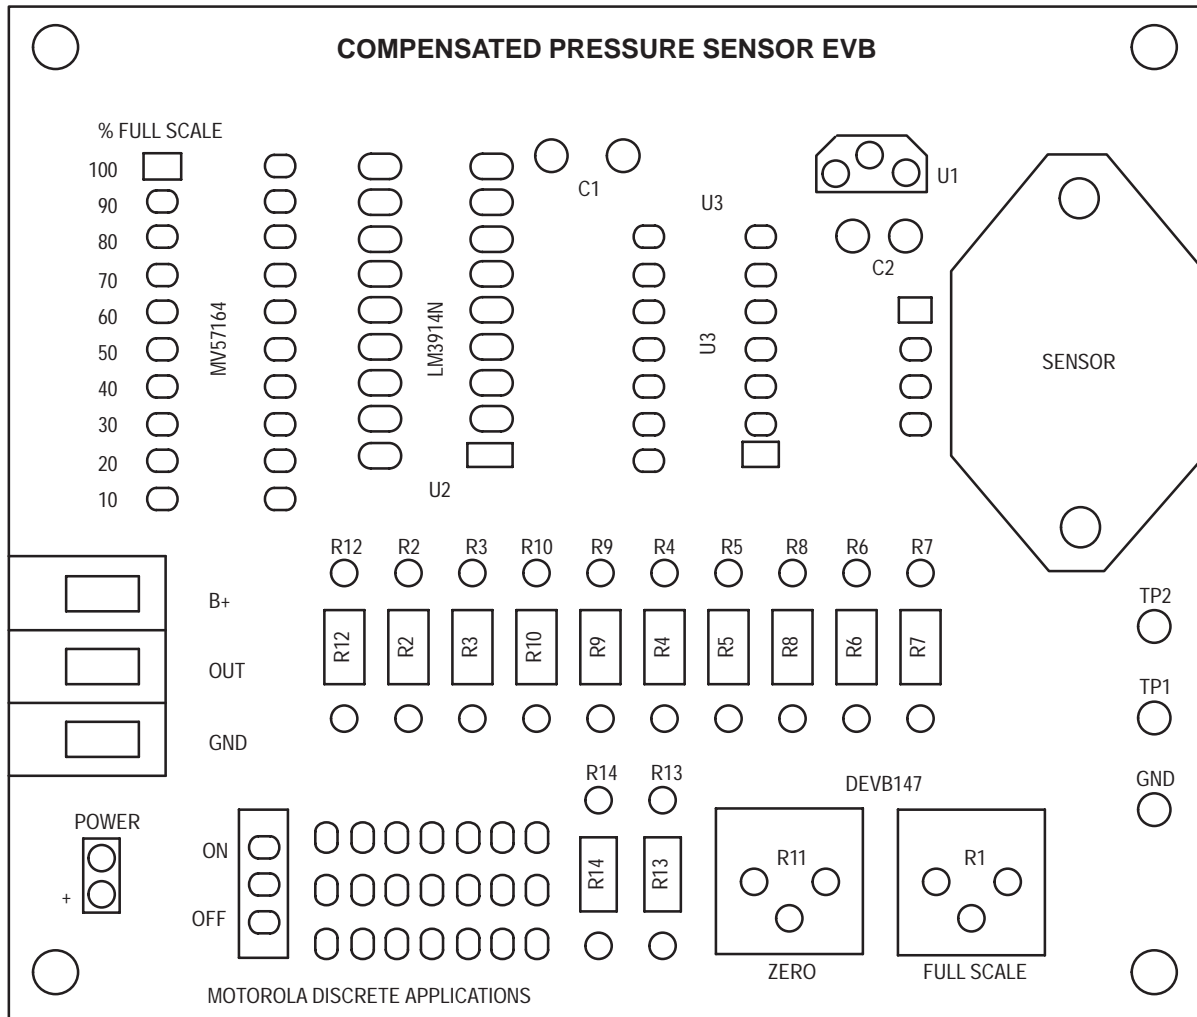 COMPENSATED PRESSURE SENSOR EVB
% FULL SCALE
100
90
80
70
60
50
40
30
20
10
MV57164
LM3914N
U2
C1
U3
U3
U1
C2
SENSOR
R12 R2 R3 R10 R9 R4 R5 R8 R6 R7
R12 R2 R3 R10 R9 R4 R5 R8 R6 R7
B+
OUT
GND
TP2
TP1
GND
POWER
+
ON
OFF
R14 R13
R14 R13
DEVB147
R11
ZERO
R1
FULL SCALE
MOTOROLA DISCRETE APPLICATIONS